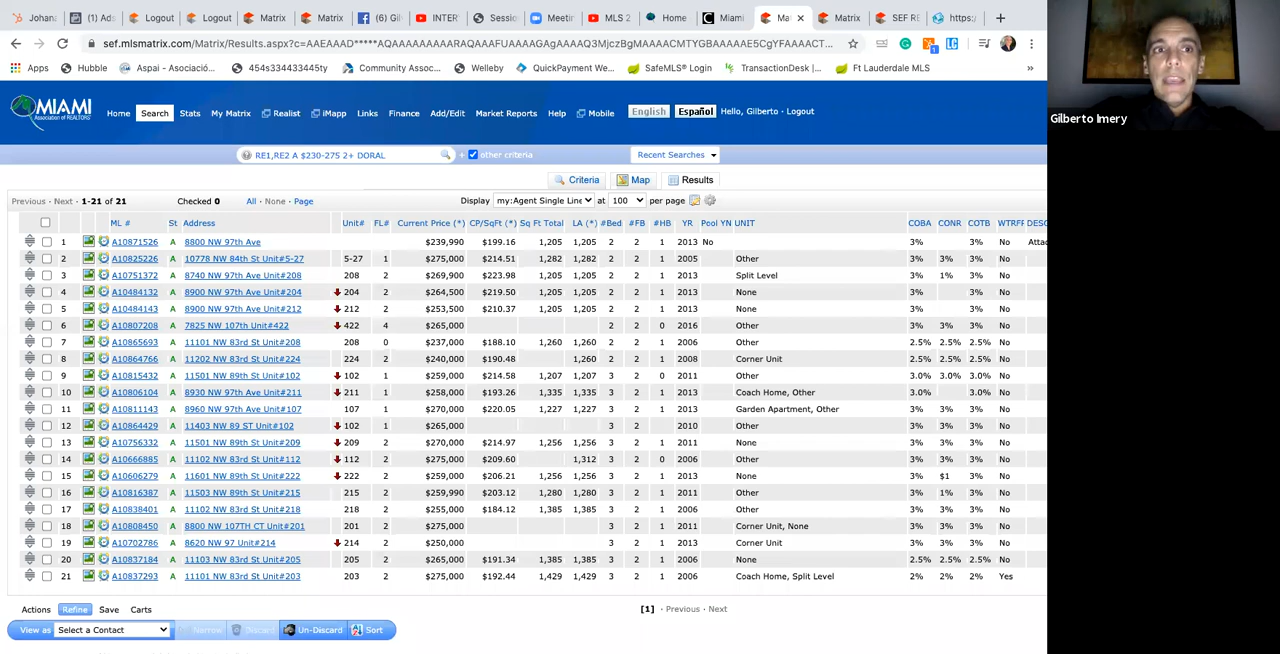 Johan
(1) Ads
Logout
Logout
Matrix
Matrix
(6) Gil
INTER
Sessio
Meetin
MLS 2
Home
Miami
Mat
Matrix
SEF RE
https:/
sef.mlsmatrix.com/Matrix/Results.aspx?c=AAEAAAD*****AQAAAAAAAAARAQAAAFUAAAAGAgAAAAQ3MjczBgMAAAACMTYGBAAAAAE5CgYFAAAACT...
Apps
Hubble
Aspai - Asociació...
454s334433445ty
Community Assoc...
Welleby
QuickPayment We...
SafeMLS® Login
TransactionDesk |...
Ft Lauderdale MLS
»
MIAMI Home Search Stats My Matrix Realist iMapp Links Finance Add/Edit Market Reports Help Mobile English Español Hello, Gilberto · Logout
ASSOCIATION OF REALTORS®
Gilberto Imery
RE1,RE2 A $230-275 2+ DORAL + other criteria Recent Searches
Criteria Map Results
Previous · Next · 1-21 of 21 Checked 0 All · None · Page Display my:Agent Single Line at 100 per page
ML # St Address Unit# FL# Current Price (*) CP/SqFt (*) Sq Ft Total LA (*) #Bed #FB #HB YR Pool YN UNIT COBA CONR COTB WTRFR DESC
1 A10871526 A 8800 NW 97th Ave $239,990 $199.16 1,205 1,205 2 2 1 2013 No 3% 3% No Attac
2 A10825226 A 10778 NW 84th St Unit#5-27 5-27 1 $275,000 $214.51 1,282 1,282 2 2 1 2005 Other 3% 3% 3% No
3 A10751372 A 8740 NW 97th Ave Unit#208 208 2 $269,900 $223.98 1,205 1,205 2 2 1 2013 Split Level 3% 1% 3% No
4 A10484132 A 8900 NW 97th Ave Unit#204 204 2 $264,500 $219.50 1,205 1,205 2 2 1 2013 None 3% 3% No
5 A10484143 A 8900 NW 97th Ave Unit#212 212 2 $253,500 $210.37 1,205 1,205 2 2 1 2013 None 3% 3% No
6 A10807208 A 7825 NW 107th Unit#422 422 4 $265,000 2 2 0 2016 Other 3% 3% 3% No
7 A10865693 A 11101 NW 83rd St Unit#208 208 0 $237,000 $188.10 1,260 1,260 2 2 1 2006 Other 2.5% 2.5% 2.5% No
8 A10864766 A 11202 NW 83rd St Unit#224 224 2 $240,000 $190.48 1,260 2 2 1 2008 Corner Unit 2.5% 2.5% 2.5% No
9 A10815432 A 11501 NW 89th St Unit#102 102 1 $259,000 $214.58 1,207 1,207 3 2 0 2011 Other 3.0% 3.0% 3.0% No
10 A10806104 A 8930 NW 97th Ave Unit#211 211 1 $258,000 $193.26 1,335 1,335 3 2 1 2013 Coach Home, Other 3.0% 3.0% No
11 A10811143 A 8960 NW 97th Ave Unit#107 107 1 $270,000 $220.05 1,227 1,227 3 2 1 2013 Garden Apartment, Other 3% 3% 3% No
12 A10864429 A 11403 NW 89 ST Unit#102 102 1 $265,000 3 2 0 2010 Other 3% 3% 3% No
13 A10756332 A 11501 NW 89th St Unit#209 209 2 $270,000 $214.97 1,256 1,256 3 2 1 2011 None 3% 3% 3% No
14 A10666885 A 11102 NW 83rd St Unit#112 112 2 $275,000 $209.60 1,312 3 2 0 2006 Other 3% 3% 3% No
15 A10606279 A 11601 NW 89th St Unit#222 222 2 $259,000 $206.21 1,256 1,256 3 2 1 2013 None 3% $1 3% No
16 A10816387 A 11503 NW 89th St Unit#215 215 2 $259,990 $203.12 1,280 1,280 3 2 1 2011 Other 3% 1% 3% No
17 A10838401 A 11102 NW 83rd St Unit#218 218 2 $255,000 $184.12 1,385 1,385 3 2 1 2006 Other 3% 3% 3% No
18 A10808450 A 8800 NW 107TH CT Unit#201 201 2 $265,000 3 2 1 2011 Corner Unit, None 3% 3% 3% No
19 A10702786 A 8620 NW 97 Unit#214 214 2 $250,000 3 2 1 2013 Corner Unit 3% 3% 3% No
20 A10837184 A 11103 NW 83rd St Unit#205 205 2 $265,000 $191.34 1,385 1,385 3 2 1 2006 None 2.5% 2.5% 2.5% No
21 A10837293 A 11101 NW 83rd St Unit#203 203 2 $275,000 $192.44 1,429 1,429 3 2 1 2006 Coach Home, Split Level 2% 2% 2% Yes
Actions Refine Save Carts [1] · Previous · Next
View as Select a Contact Narrow Discard Un-Discard Sort